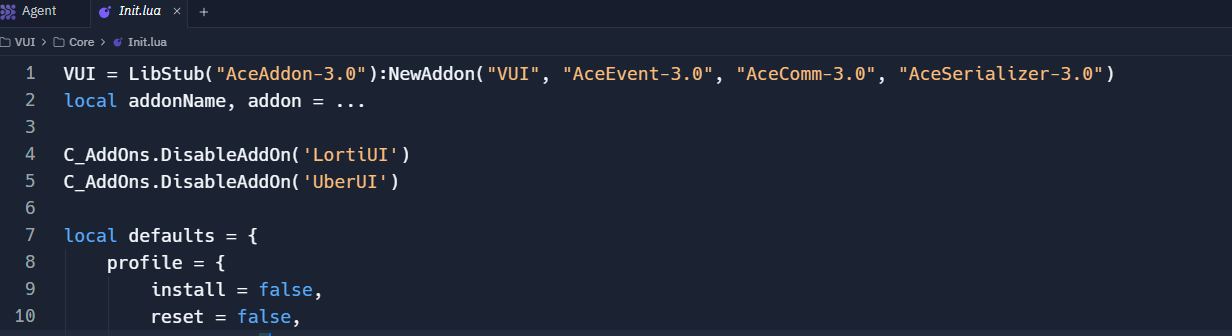 Agent Init.lua × +
VUI > Core > Init.lua
1 VUI = LibStub("AceAddon-3.0"):NewAddon("VUI", "AceEvent-3.0", "AceComm-3.0", "AceSerializer-3.0")
2 local addonName, addon = ...
3
4 C_AddOns.DisableAddOn('LortiUI')
5 C_AddOns.DisableAddOn('UberUI')
6
7 local defaults = {
8 profile = {
9 install = false,
10 reset = false,